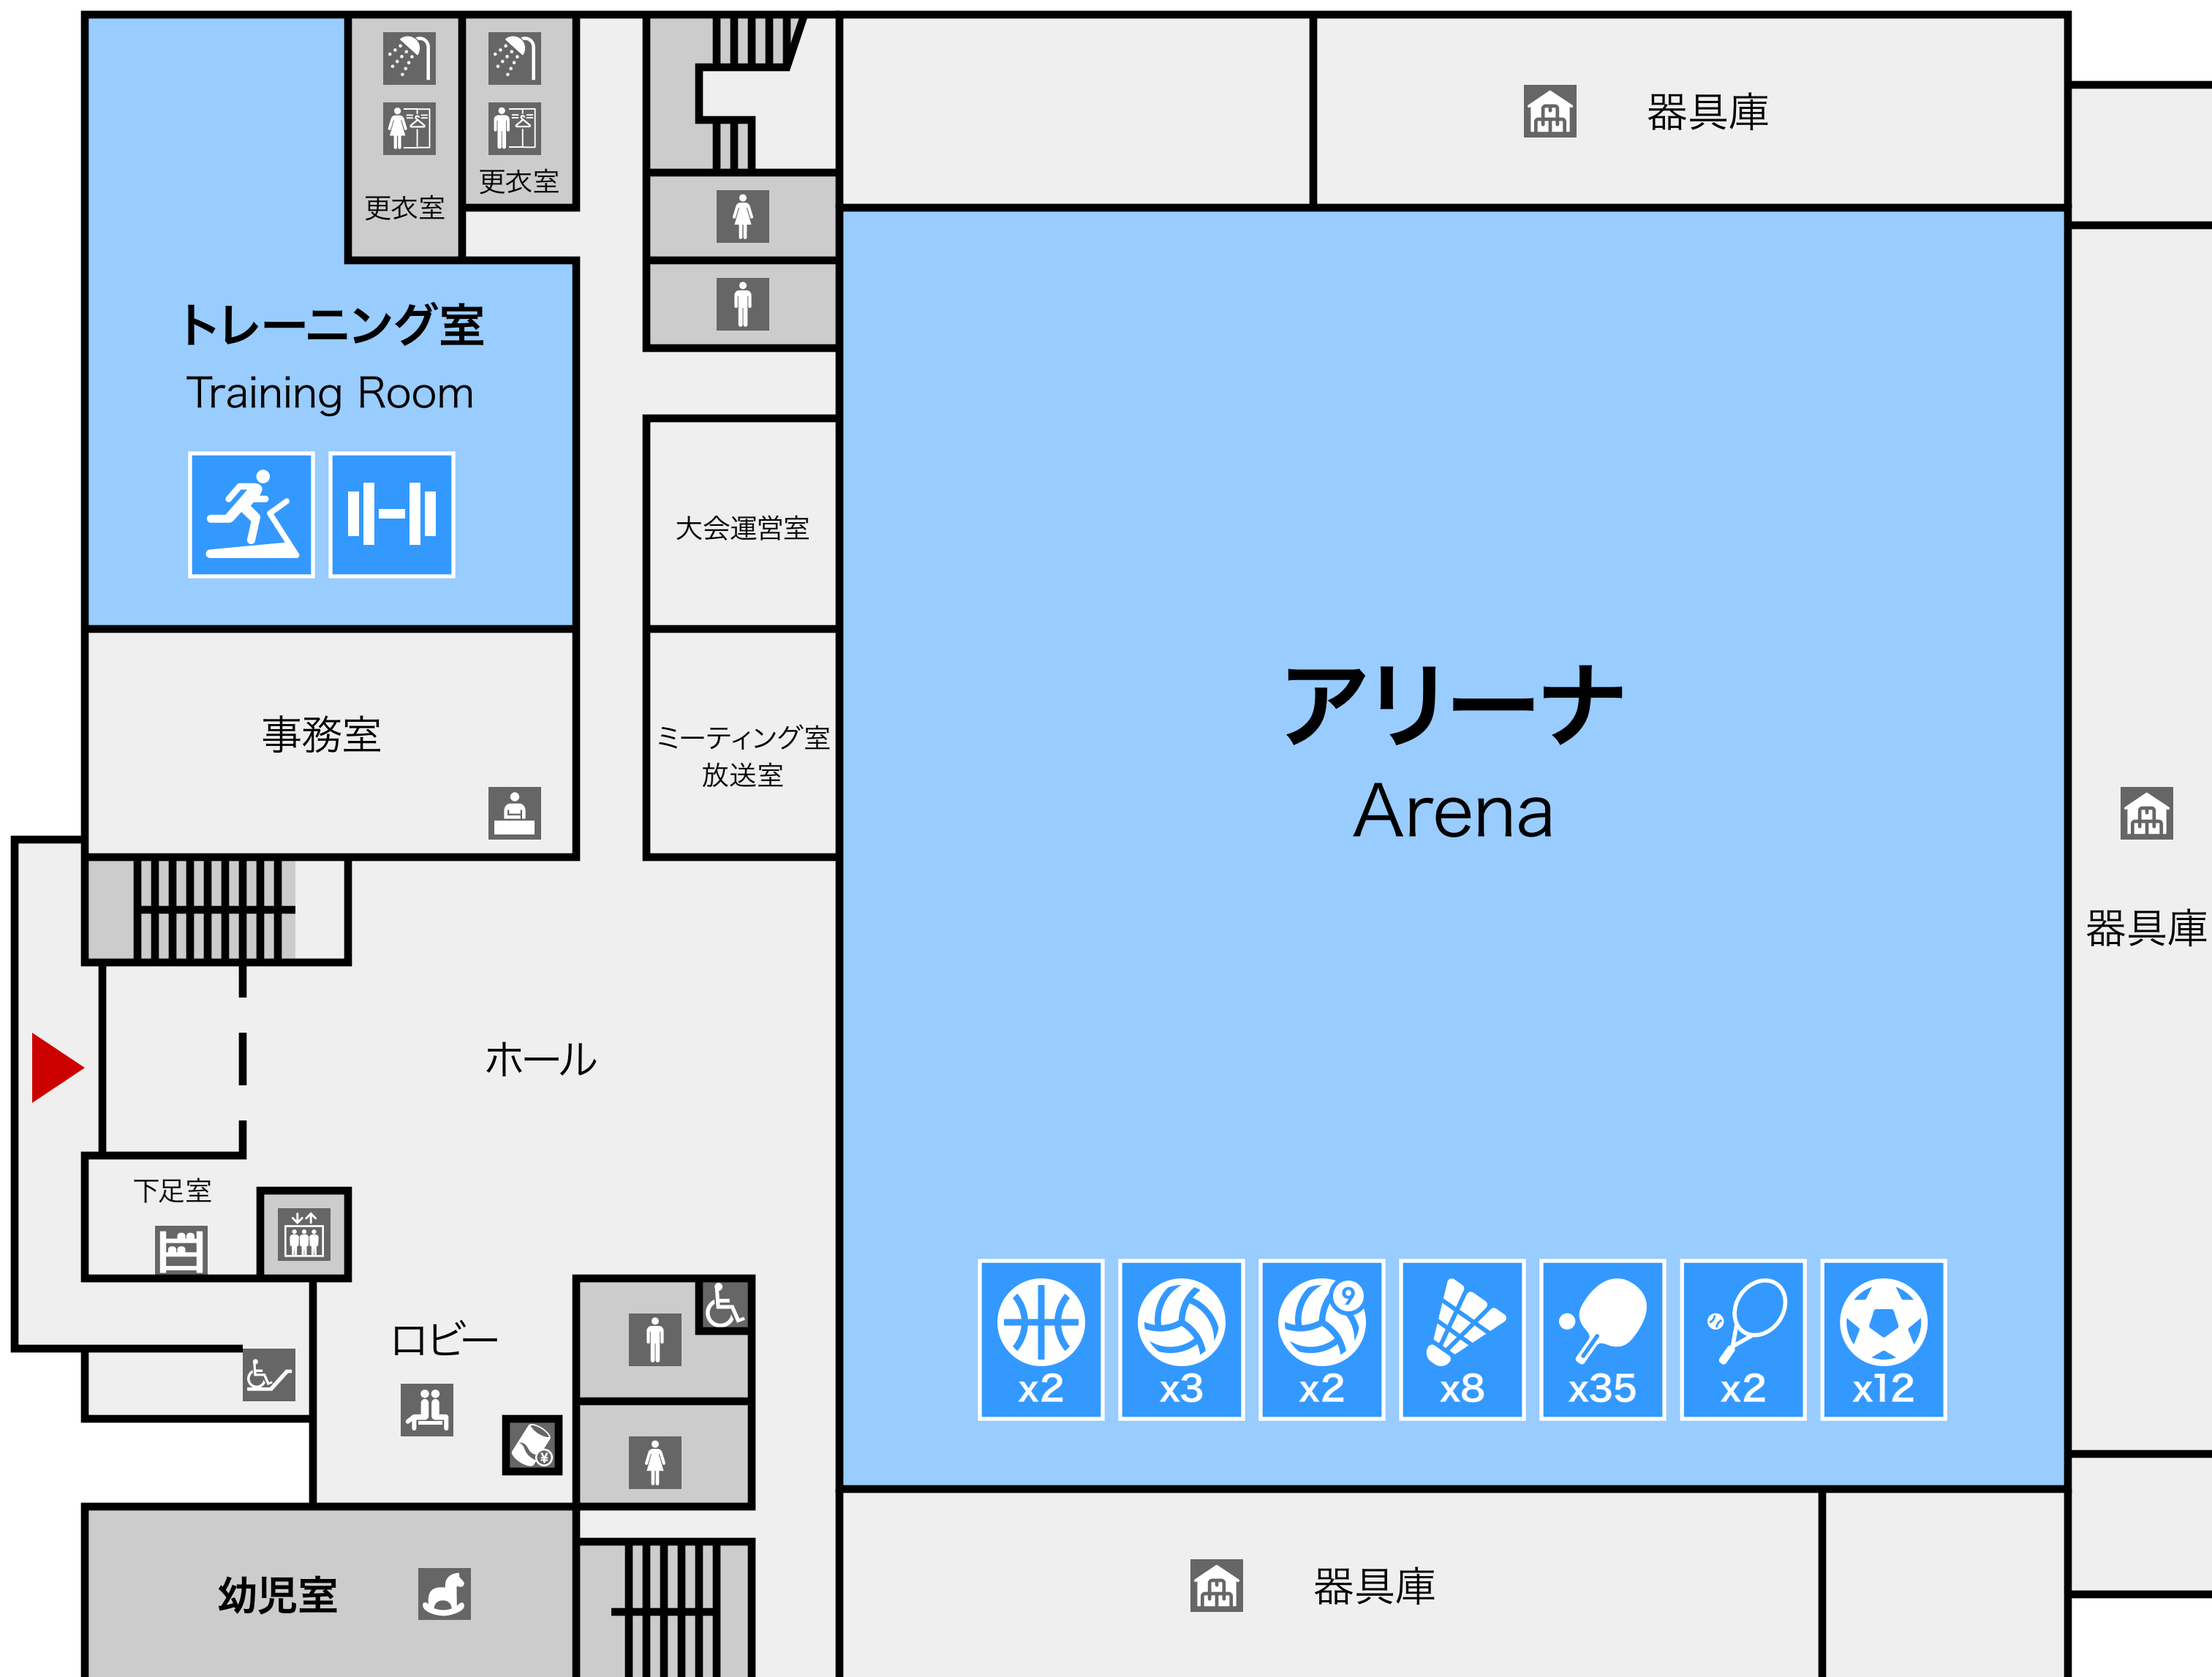 器具庫
更衣室
更衣室
トレーニング室
Training Room
大会運営室
事務室
ミーティング室
放送室
アリーナ
Arena
器具庫
ホール
下足室
ロビー
¥
9
x2
x3
x2
x8
x35
x2
x12
幼児室
器具庫